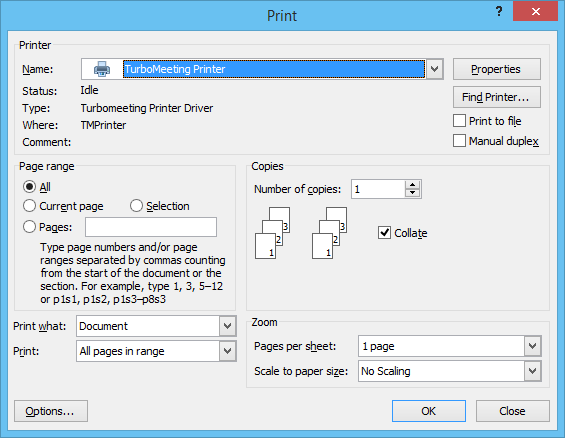 Print
?
Printer
Name: TurboMeeting Printer
Properties
Status: Idle
Find Printer...
Type: Turbomeeting Printer Driver
Where: TMPrinter
Print to file
Comment:
Manual duplex
Page range
All
Current page Selection
Pages:
Type page numbers and/or page
ranges separated by commas counting
from the start of the document or the
section. For example, type 1, 3, 5–12
or p1s1, p1s2, p1s3–p8s3
Copies
Number of copies: 1
3 3
2 2
1 1
Collate
Print what: Document
Print: All pages in range
Zoom
Pages per sheet: 1 page
Scale to paper size: No Scaling
Options... OK Close